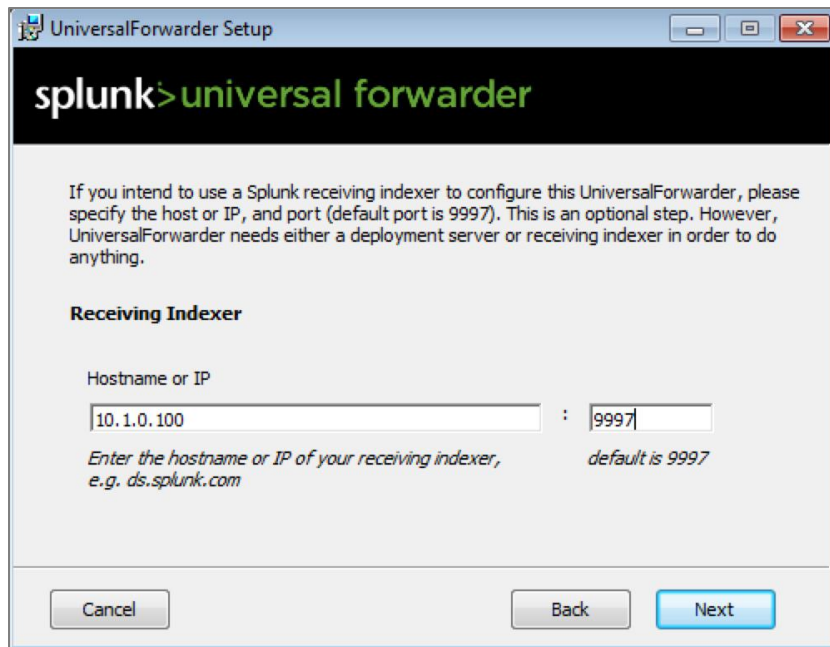 UniversalForwarder Setup
splunk>universal forwarder
If you intend to use a Splunk receiving indexer to configure this UniversalForwarder, please
specify the host or IP, and port (default port is 9997). This is an optional step. However,
UniversalForwarder needs either a deployment server or receiving indexer in order to do
anything.
Receiving Indexer
Hostname or IP
10.1.0.100 : 9997
Enter the hostname or IP of your receiving indexer, default is 9997
e.g. ds.splunk.com
Cancel Back Next